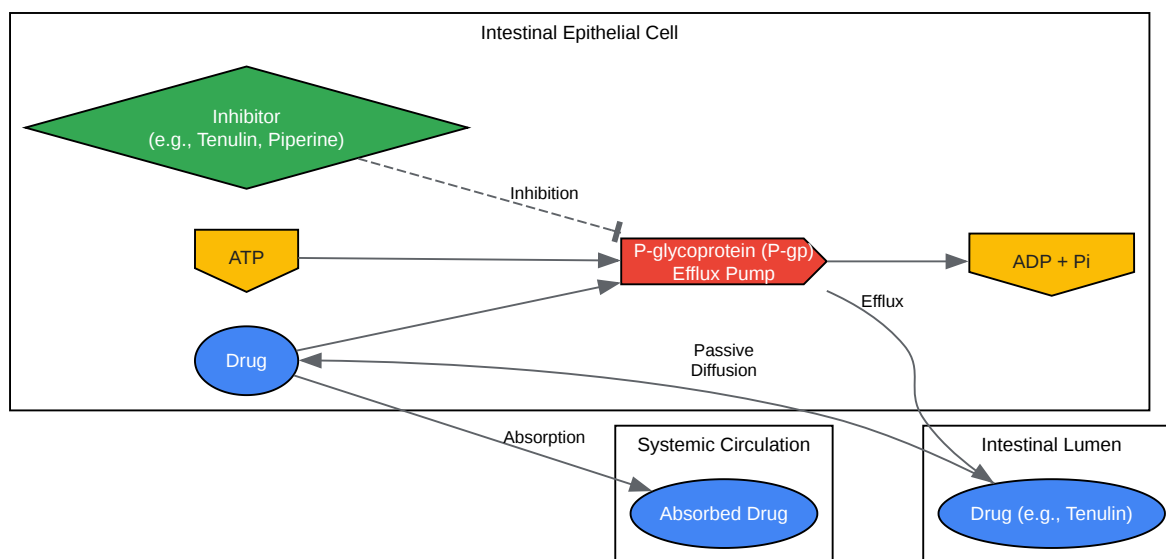 Intestinal Epithelial Cell
Inhibitor
(e.g., Tenulin, Piperine)
Inhibition
ATP
P-glycoprotein (P-gp)
Efflux Pump
ADP + Pi
Efflux
Drug
Passive
Diffusion
Absorption
Systemic Circulation
Absorbed Drug
Intestinal Lumen
Drug (e.g., Tenulin)